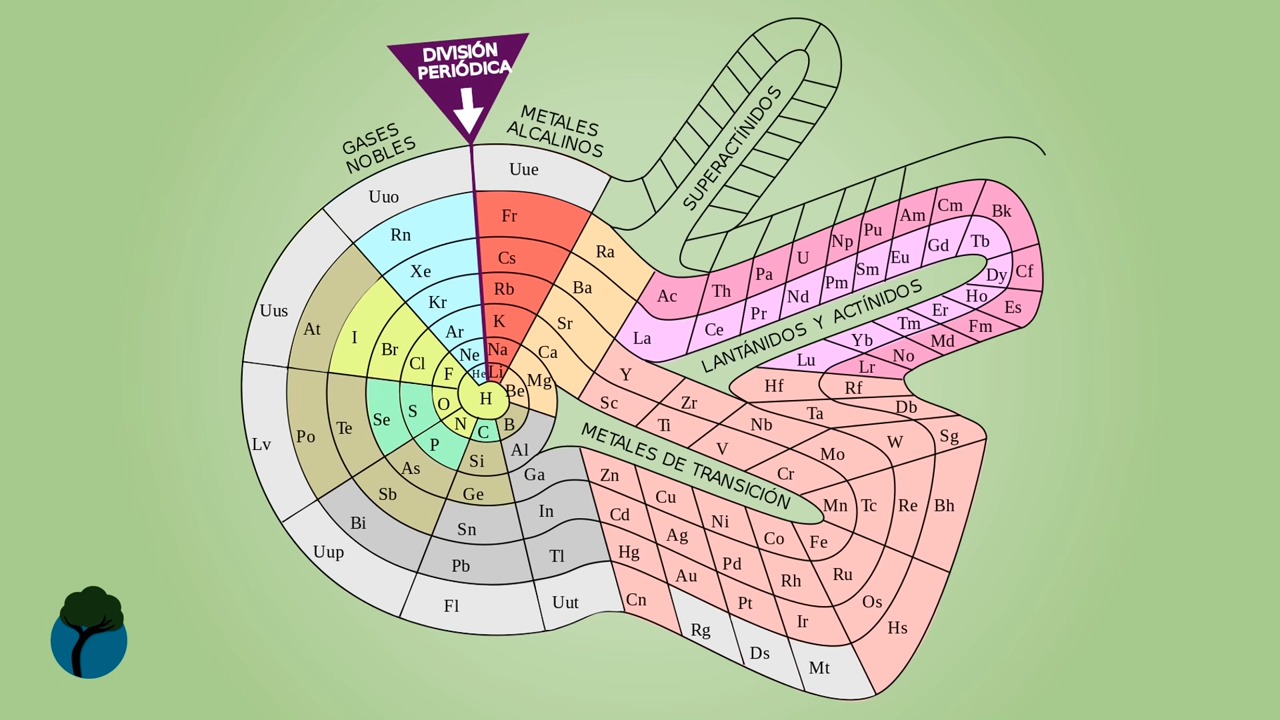 DIVISIÓN
PERIÓDICA
GASES
NOBLES
METALES
ALCALINOS
SUPERACTÍNIDOS
LANTÁNIDOS Y ACTÍNIDOS
METALES DE TRANSICIÓN
Uuo
Uue
Rn
Fr
Ra
Xe
Cs
Ba
Kr
Rb
Sr
Ar
K
Ca
Ne
Na
Mg
He
Li
Be
H
Uus
At
I
Br
Cl
F
Lv
Po
Te
Se
S
O
Uup
Bi
Sb
As
P
N
Fl
Pb
Sn
Ge
Si
C
Uut
Tl
In
Ga
Al
B
Ac
Th
Pa
U
Np
Pu
Am
Cm
Bk
Cf
Es
Fm
Md
No
Lr
La
Ce
Pr
Nd
Pm
Sm
Eu
Gd
Tb
Dy
Ho
Er
Tm
Yb
Lu
Y
Zr
Nb
Mo
Tc
Ru
Rh
Pd
Ag
Cd
Sc
Ti
V
Cr
Mn
Fe
Co
Ni
Cu
Zn
Hf
Ta
W
Re
Os
Ir
Pt
Au
Hg
Rf
Db
Sg
Bh
Hs
Mt
Ds
Rg
Cn